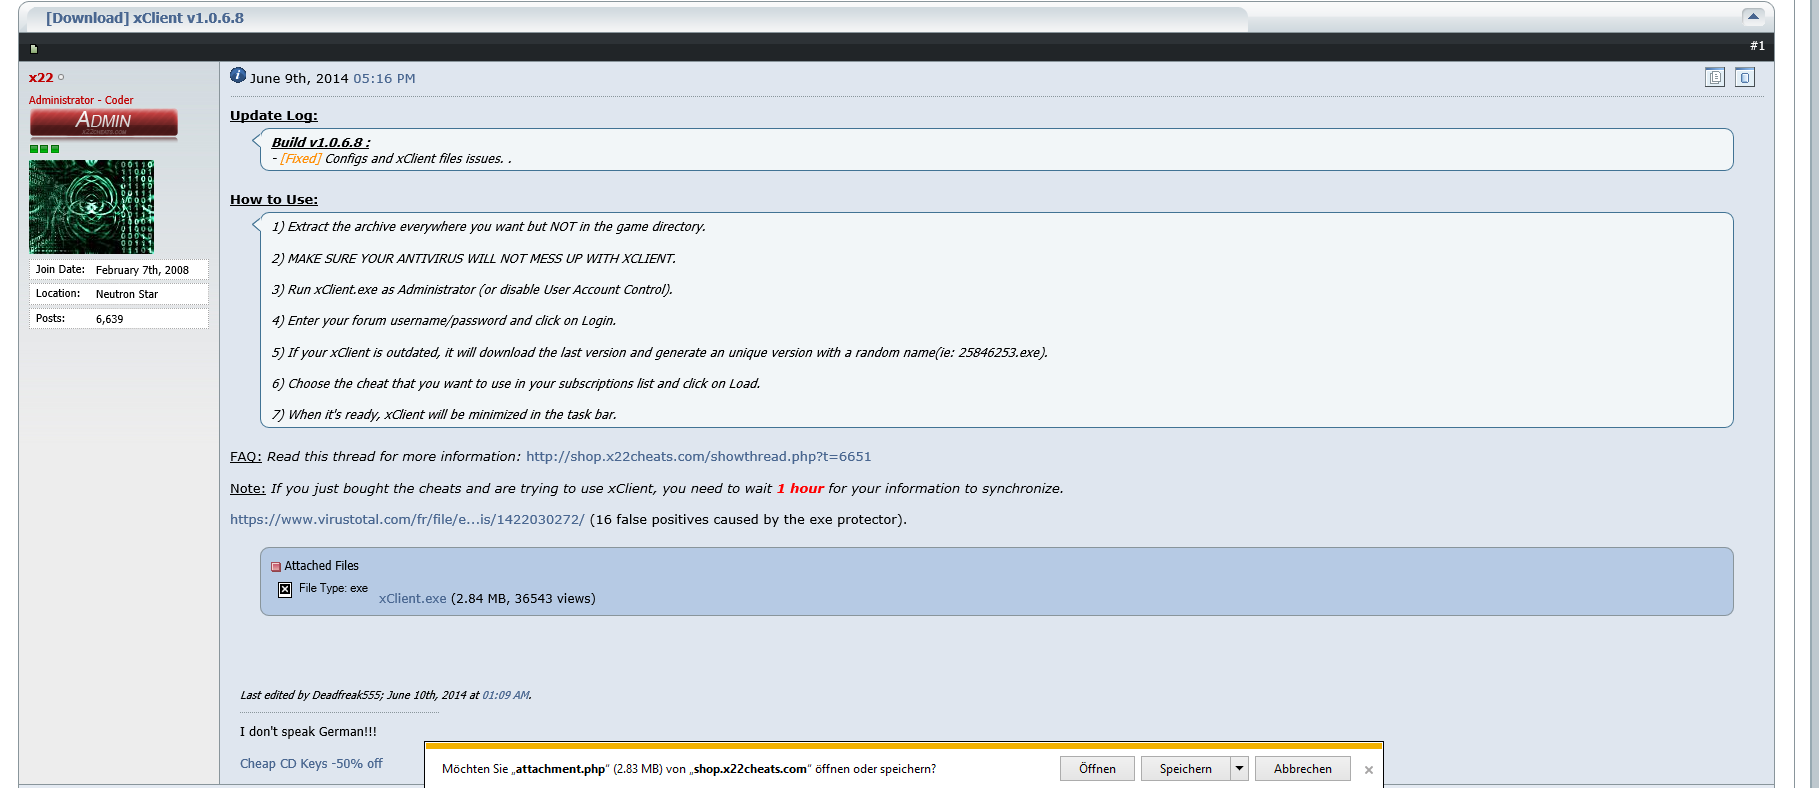 [Download] xClient v1.0.6.8
#1
x22
Administrator - Coder
ADMIN
x22cheats.com
Join Date: February 7th, 2008
Location: Neutron Star
Posts: 6,639
June 9th, 2014 05:16 PM
Update Log:
Build v1.0.6.8 :
- [Fixed] Configs and xClient files issues. .
How to Use:
1) Extract the archive everywhere you want but NOT in the game directory.
2) MAKE SURE YOUR ANTIVIRUS WILL NOT MESS UP WITH XCLIENT.
3) Run xClient.exe as Administrator (or disable User Account Control).
4) Enter your forum username/password and click on Login.
5) If your xClient is outdated, it will download the last version and generate an unique version with a random name(ie: 25846253.exe).
6) Choose the cheat that you want to use in your subscriptions list and click on Load.
7) When it's ready, xClient will be minimized in the task bar.
FAQ: Read this thread for more information: http://shop.x22cheats.com/showthread.php?t=6651
Note: If you just bought the cheats and are trying to use xClient, you need to wait 1 hour for your information to synchronize.
https://www.virustotal.com/fr/file/e...is/1422030272/ (16 false positives caused by the exe protector).
Attached Files
File Type: exe
xClient.exe (2.84 MB, 36543 views)
Last edited by Deadfreak555; June 10th, 2014 at 01:09 AM.
I don't speak German!!!
Cheap CD Keys -50% off
Möchten Sie „attachment.php“ (2.83 MB) von „shop.x22cheats.com“ öffnen oder speichern?
Öffnen
Speichern
Abbrechen